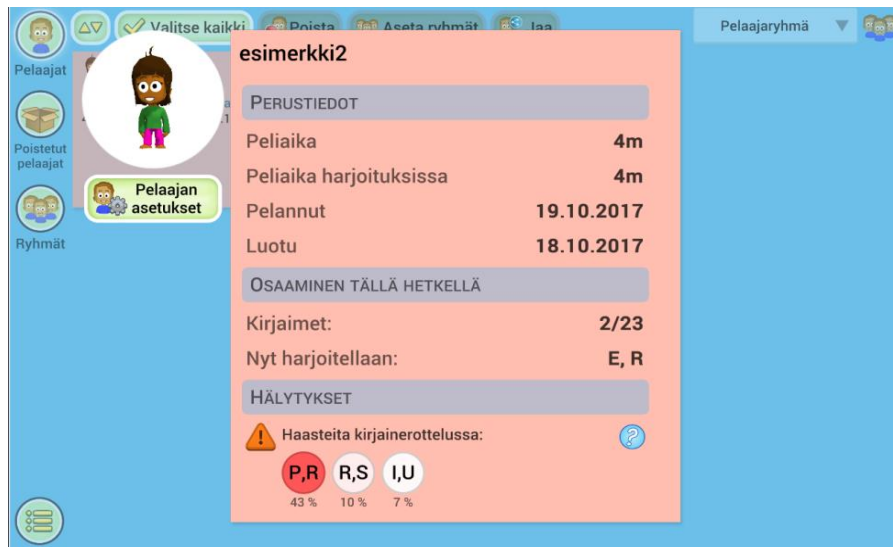 Valitse kaikki
Poista
Aseta ryhmät
Jaa
Pelaajaryhmä
Pelaajat
Poistetut
pelaajat
Ryhmät
Pelaajan
asetukset
esimerkki2
PERUSTIEDOT
Peliaika 4m
Peliaika harjoituksissa 4m
Pelannut 19.10.2017
Luotu 18.10.2017
OSAAMINEN TÄLLÄ HETKELLÄ
Kirjaimet: 2/23
Nyt harjoitellaan: E, R
HÄLYTYKSET
Haasteita kirjainerottelussa:
P,R R,S I,U
43 % 10 % 7 %